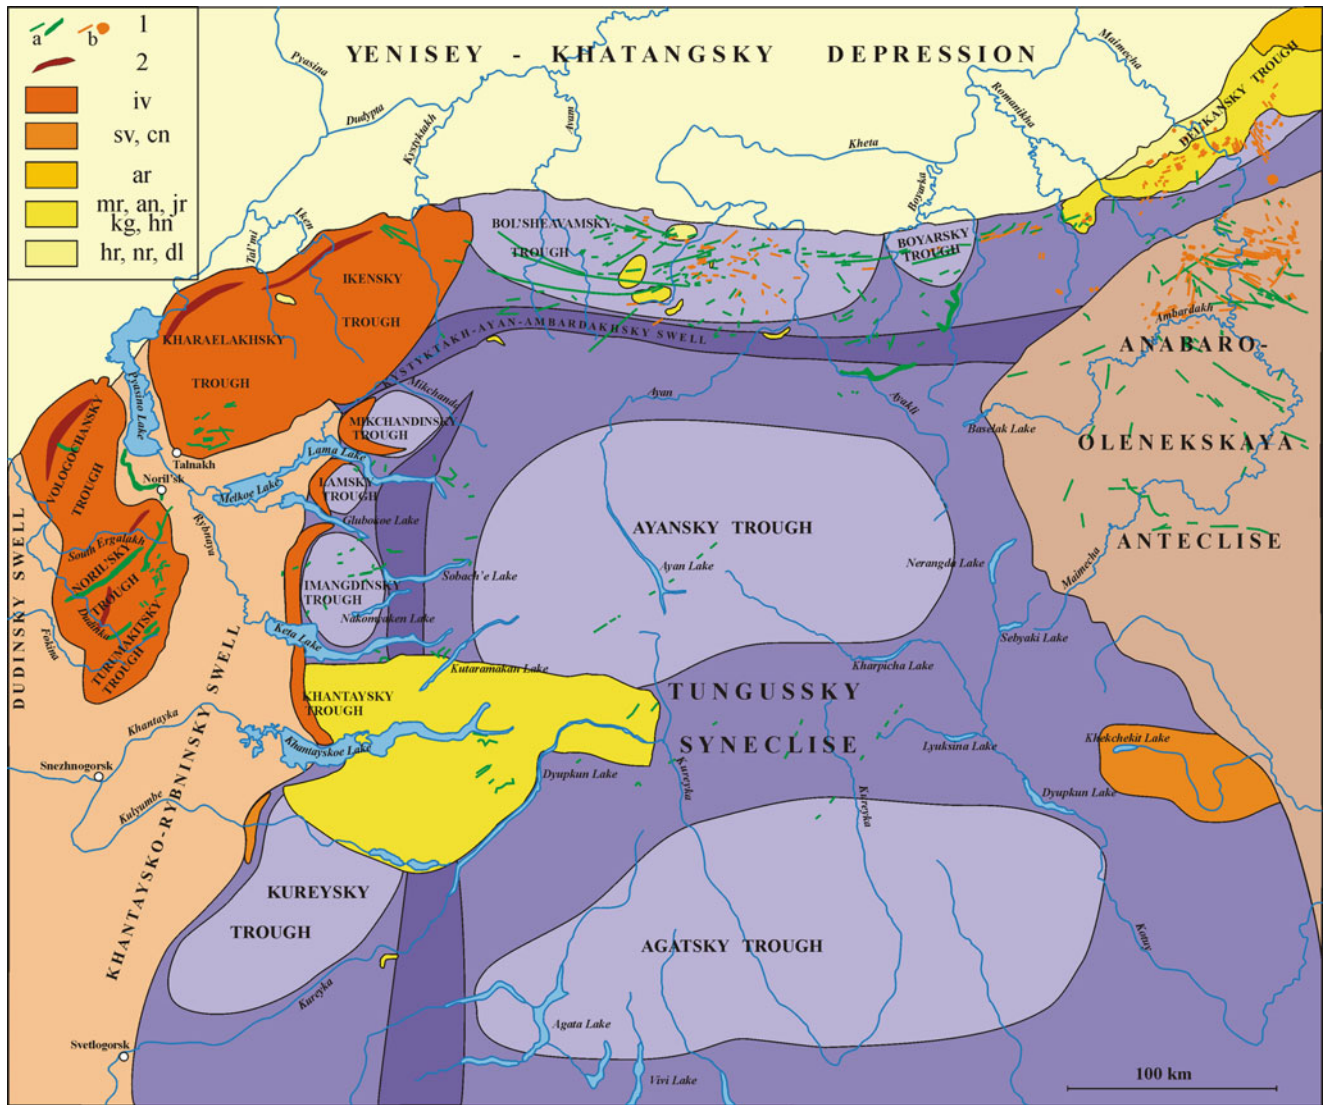 1
a
b
2
iv
sv, cn
ar
mr, an, jr
kg, hn
hr, nr, dl
YENISEY - KHATANGSKY DEPRESSION
Pyasina
Dudypta
Kystyktakh
Avam
Kheta
Boyarka
Romanikha
Maimecha
DELKANSKY TROUGH
Tal'mi
Iken
BOL'SHEAVAMSKY
TROUGH
BOYARSKY
TROUGH
IKENSKY
TROUGH
KHARAELAKHSKY
TROUGH
KYSTYKTAKH-AYAN-AMBARDAKHSKY SWELL
Ambardakh
ANABARO-
OLENEKSKAYA
ANTECLISE
Pyasino Lake
Mikchanda
MIKCHANDINSKY
TROUGH
Ayan
Ayakli
Baselak Lake
VOLOGOCHANSKY
TROUGH
Talnakh
Noril'sk
Lama Lake
Melkoe Lake
LAMSKY
TROUGH
Glubokoe Lake
Rybnaya
AYANSKY TROUGH
South Ergalakh
NORIL'SKY
TROUGH
IMANGDINSKY
TROUGH
Sobach'e Lake
Ayan Lake
Nerangda Lake
Maimecha
Nakomyaken Lake
Dudinka
TURUMAKITSKY
TROUGH
Fokina
DUDINSKY SWELL
Keta Lake
Kutaramakan Lake
Sebyaki Lake
Kharpicha Lake
KHANTAYSKY
TROUGH
TUNGUSSKY
SYNECLISE
Khantayka
Khantayskoe Lake
Lyuksina Lake
Khekchekit Lake
Snezhnogorsk
KHANTAYSKO-RYBNINSKY SWELL
Kulyumbe
Dyupkun Lake
Kureyka
Kureyka
Dyupkun Lake
KUREYSKY
TROUGH
AGATSKY TROUGH
Kotuy
Kureyka
Agata Lake
Svetlogorsk
Vivi Lake
100 km